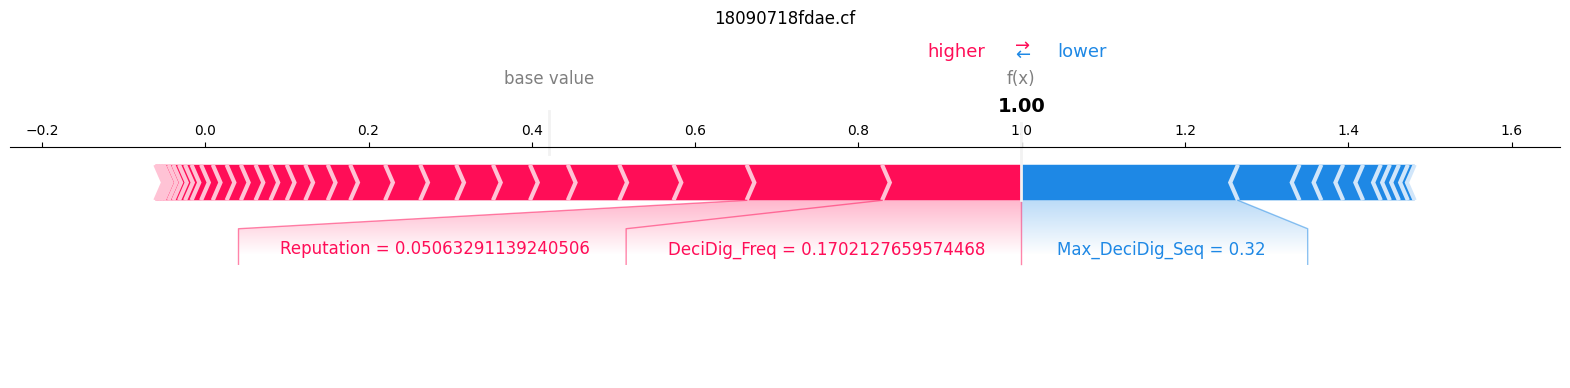 18090718fdae.cf
higher ⇄ lower
base value f(x)
1.00
−0.2 0.0 0.2 0.4 0.6 0.8 1.0 1.2 1.4 1.6
Reputation = 0.05063291139240506 DeciDig_Freq = 0.1702127659574468 Max_DeciDig_Seq = 0.32